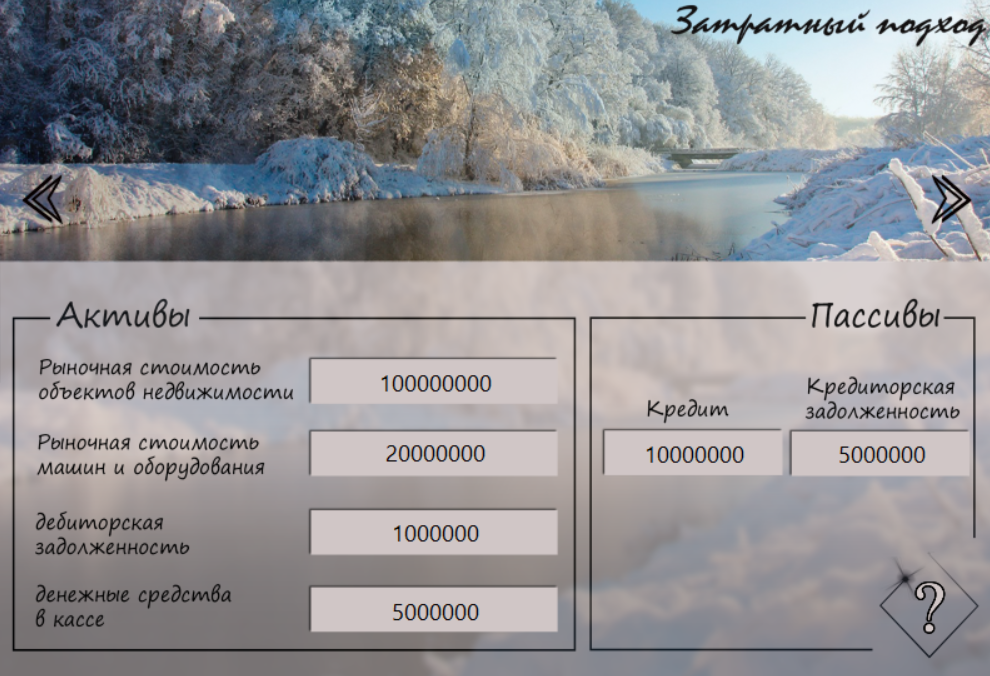 Затратный подход
Активы
Рыночная стоимость
объектов недвижимости
100000000
Рыночная стоимость
машин и оборудования
20000000
дебиторская
задолженность
1000000
денежные средства
в кассе
5000000
Пассивы
Кредит
10000000
Кредиторская
задолженность
5000000
?